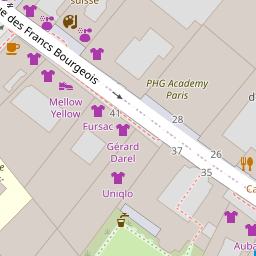 suisse
e des Francs Bourgeois
PHG Academy
Paris
Mellow
Yellow
41
Fursac
28
Gérard
Darel
37
26
35
Uniqlo
Ca
d
Auba